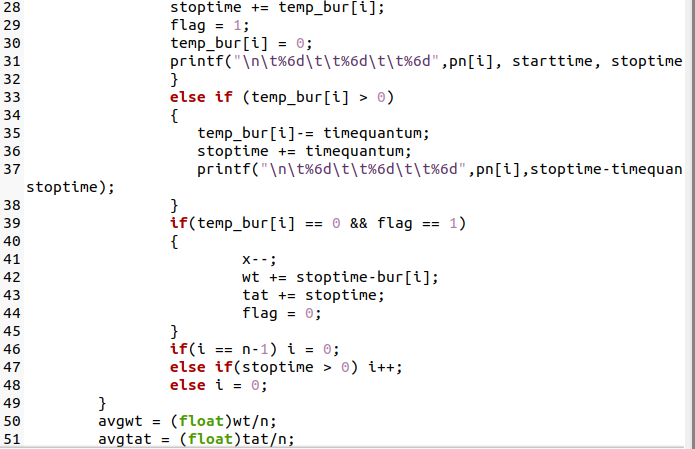 28 stoptime += temp_bur[i];
29 flag = 1;
30 temp_bur[i] = 0;
31 printf("\n\t%6d\t\t%6d\t\t%6d",pn[i], starttime, stoptime
32 }
33 else if (temp_bur[i] > 0)
34 {
35 temp_bur[i]-= timequantum;
36 stoptime += timequantum;
37 printf("\n\t%6d\t\t%6d\t\t%6d",pn[i],stoptime-timequan
stoptime);
38 }
39 if(temp_bur[i] == 0 && flag == 1)
40 {
41 x--;
42 wt += stoptime-bur[i];
43 tat += stoptime;
44 flag = 0;
45 }
46 if(i == n-1) i = 0;
47 else if(stoptime > 0) i++;
48 else i = 0;
49 }
50 avgwt = (float)wt/n;
51 avgtat = (float)tat/n;